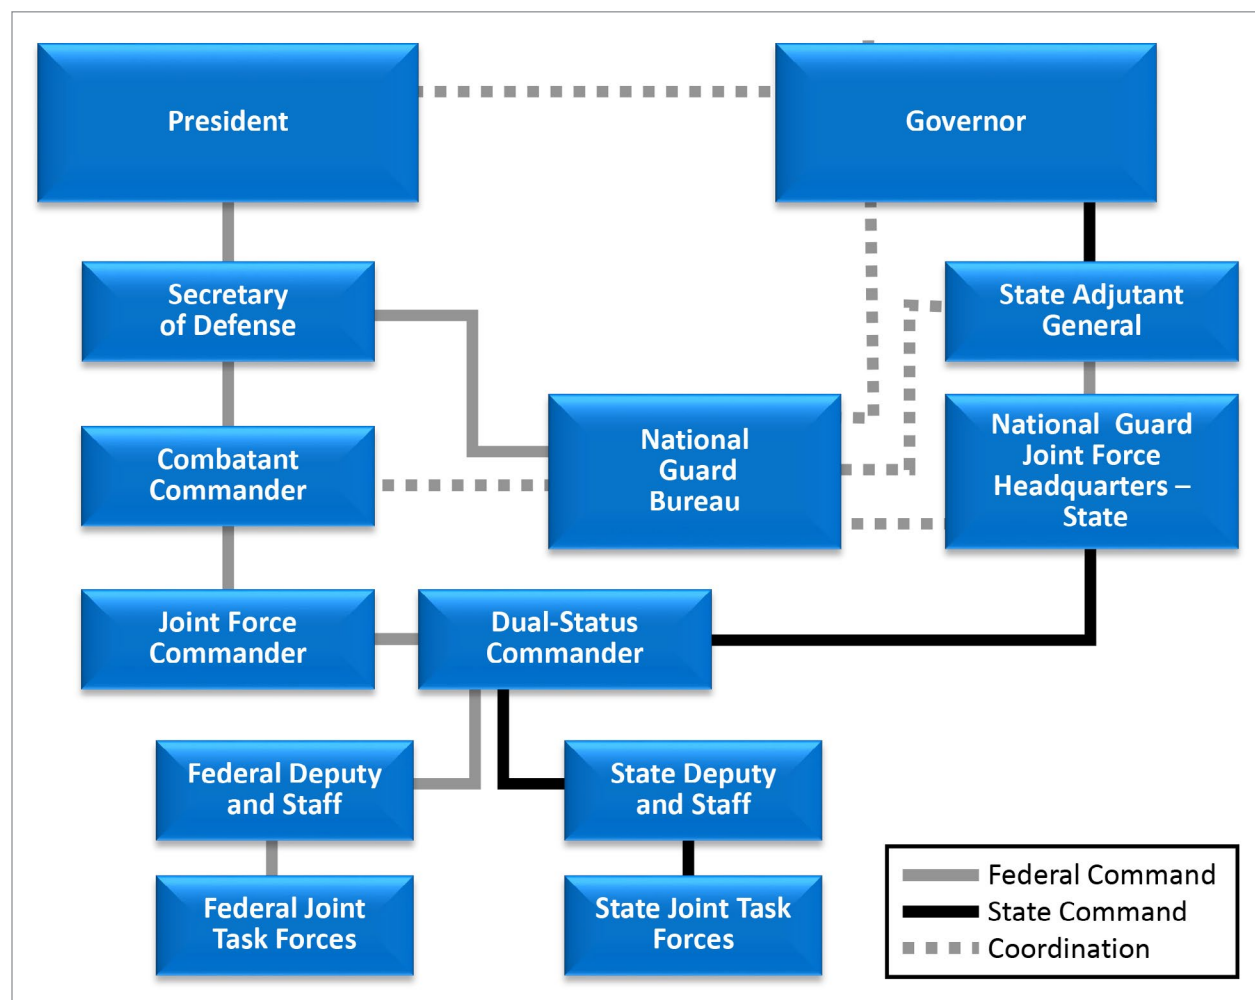 President
Governor
Secretary
of Defense
State Adjutant
General
Combatant
Commander
National
Guard
Bureau
National Guard
Joint Force
Headquarters –
State
Joint Force
Commander
Dual-Status
Commander
Federal Deputy
and Staff
State Deputy
and Staff
Federal Joint
Task Forces
State Joint Task
Forces
Federal Command
State Command
Coordination